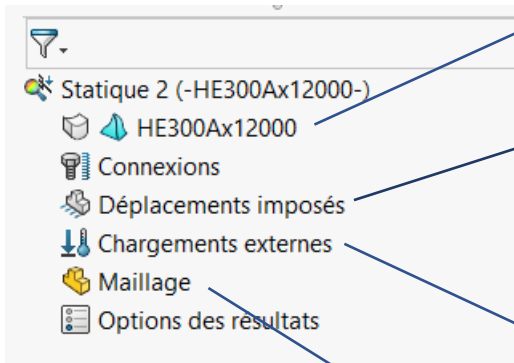 Statique 2 (-HE300Ax12000-)
HE300Ax12000
Connexions
Déplacements imposés
Chargements externes
Maillage
Options des résultats